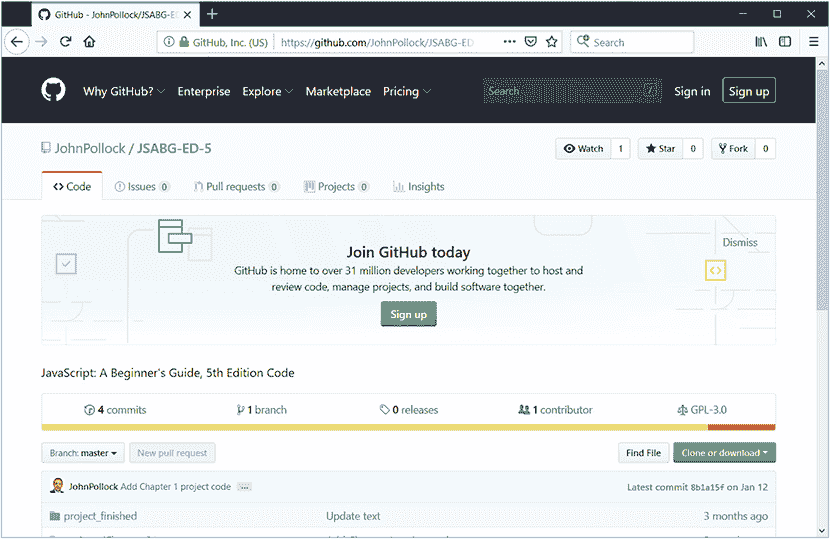 GitHub - JohnPollock/JSABG-ED
GitHub, Inc. (US) https://github.com/JohnPollock/JSABG-ED Search
Why GitHub? Enterprise Explore Marketplace Pricing Search / Sign in Sign up
JohnPollock / JSABG-ED-5 Watch 1 Star 0 Fork 0
Code Issues 0 Pull requests 0 Projects 0 Insights
Dismiss
Join GitHub today
GitHub is home to over 31 million developers working together to host and
review code, manage projects, and build software together.
Sign up
JavaScript: A Beginner's Guide, 5th Edition Code
4 commits 1 branch 0 releases 1 contributor GPL-3.0
Branch: master New pull request Find File Clone or download
JohnPollock Add Chapter 1 project code ... Latest commit 8b1a15f on Jan 12
project_finished Update text 3 months ago